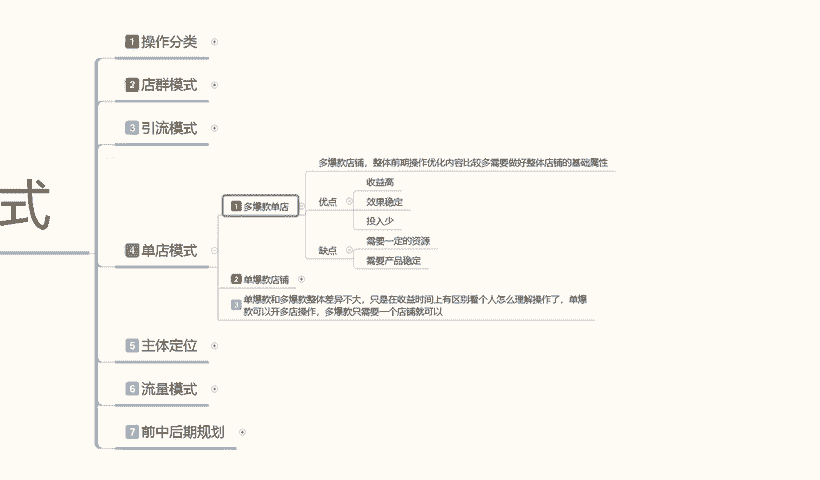 式
1 操作分类
2 店群模式
3 引流模式
4 单店模式
1 多爆款单店
多爆款店铺，整体前期操作优化内容比较多需要做好整体店铺的基础属性
优点
收益高
效果稳定
投入少
缺点
需要一定的资源
需要产品稳定
2 单爆款店铺
3 单爆款和多爆款整体差异不大，只是在收益时间上有区别看个人怎么理解操作了，单爆
款可以开多店操作，多爆款只需要一个店铺就可以
5 主体定位
6 流量模式
7 前中后期规划